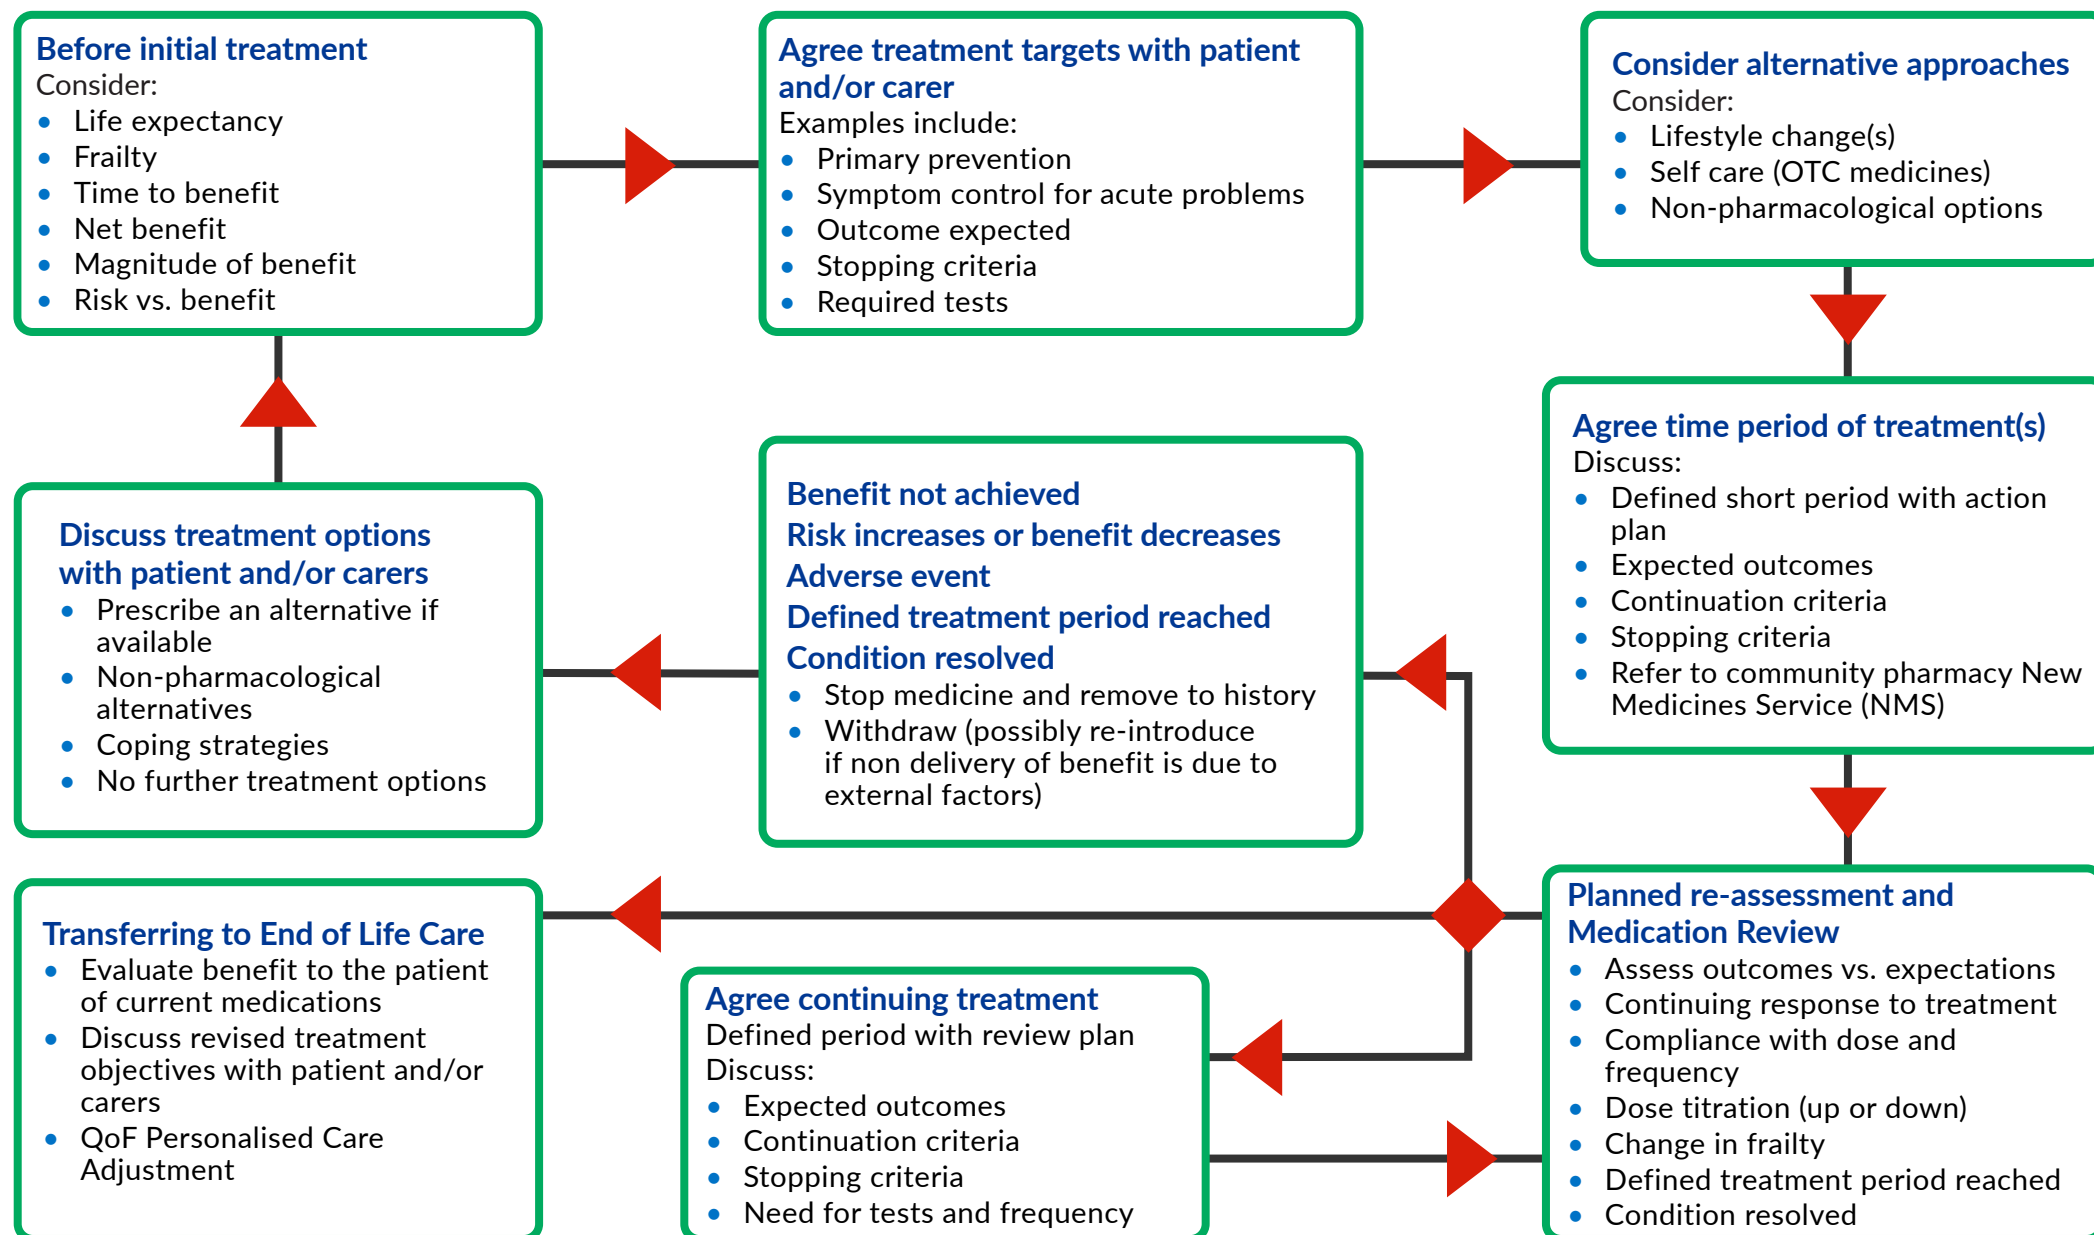 Before initial treatment
Consider:
Life expectancy
Frailty
Time to benefit
Net benefit
Magnitude of benefit
Risk vs. benefit
Agree treatment targets with patient
and/or carer
Examples include:
Primary prevention
Symptom control for acute problems
Outcome expected
Stopping criteria
Required tests
Consider alternative approaches
Consider:
Lifestyle change(s)
Self care (OTC medicines)
Non-pharmacological options
Agree time period of treatment(s)
Discuss:
Defined short period with action
plan
Expected outcomes
Continuation criteria
Stopping criteria
Refer to community pharmacy New
Medicines Service (NMS)
Planned re-assessment and
Medication Review
Assess outcomes vs. expectations
Continuing response to treatment
Compliance with dose and
frequency
Dose titration (up or down)
Change in frailty
Defined treatment period reached
Condition resolved
Benefit not achieved
Risk increases or benefit decreases
Adverse event
Defined treatment period reached
Condition resolved
Stop medicine and remove to history
Withdraw (possibly re-introduce
if non delivery of benefit is due to
external factors)
Discuss treatment options
with patient and/or carers
Prescribe an alternative if
available
Non-pharmacological
alternatives
Coping strategies
No further treatment options
Transferring to End of Life Care
Evaluate benefit to the patient
of current medications
Discuss revised treatment
objectives with patient and/or
carers
QoF Personalised Care
Adjustment
Agree continuing treatment
Defined period with review plan
Discuss:
Expected outcomes
Continuation criteria
Stopping criteria
Need for tests and frequency